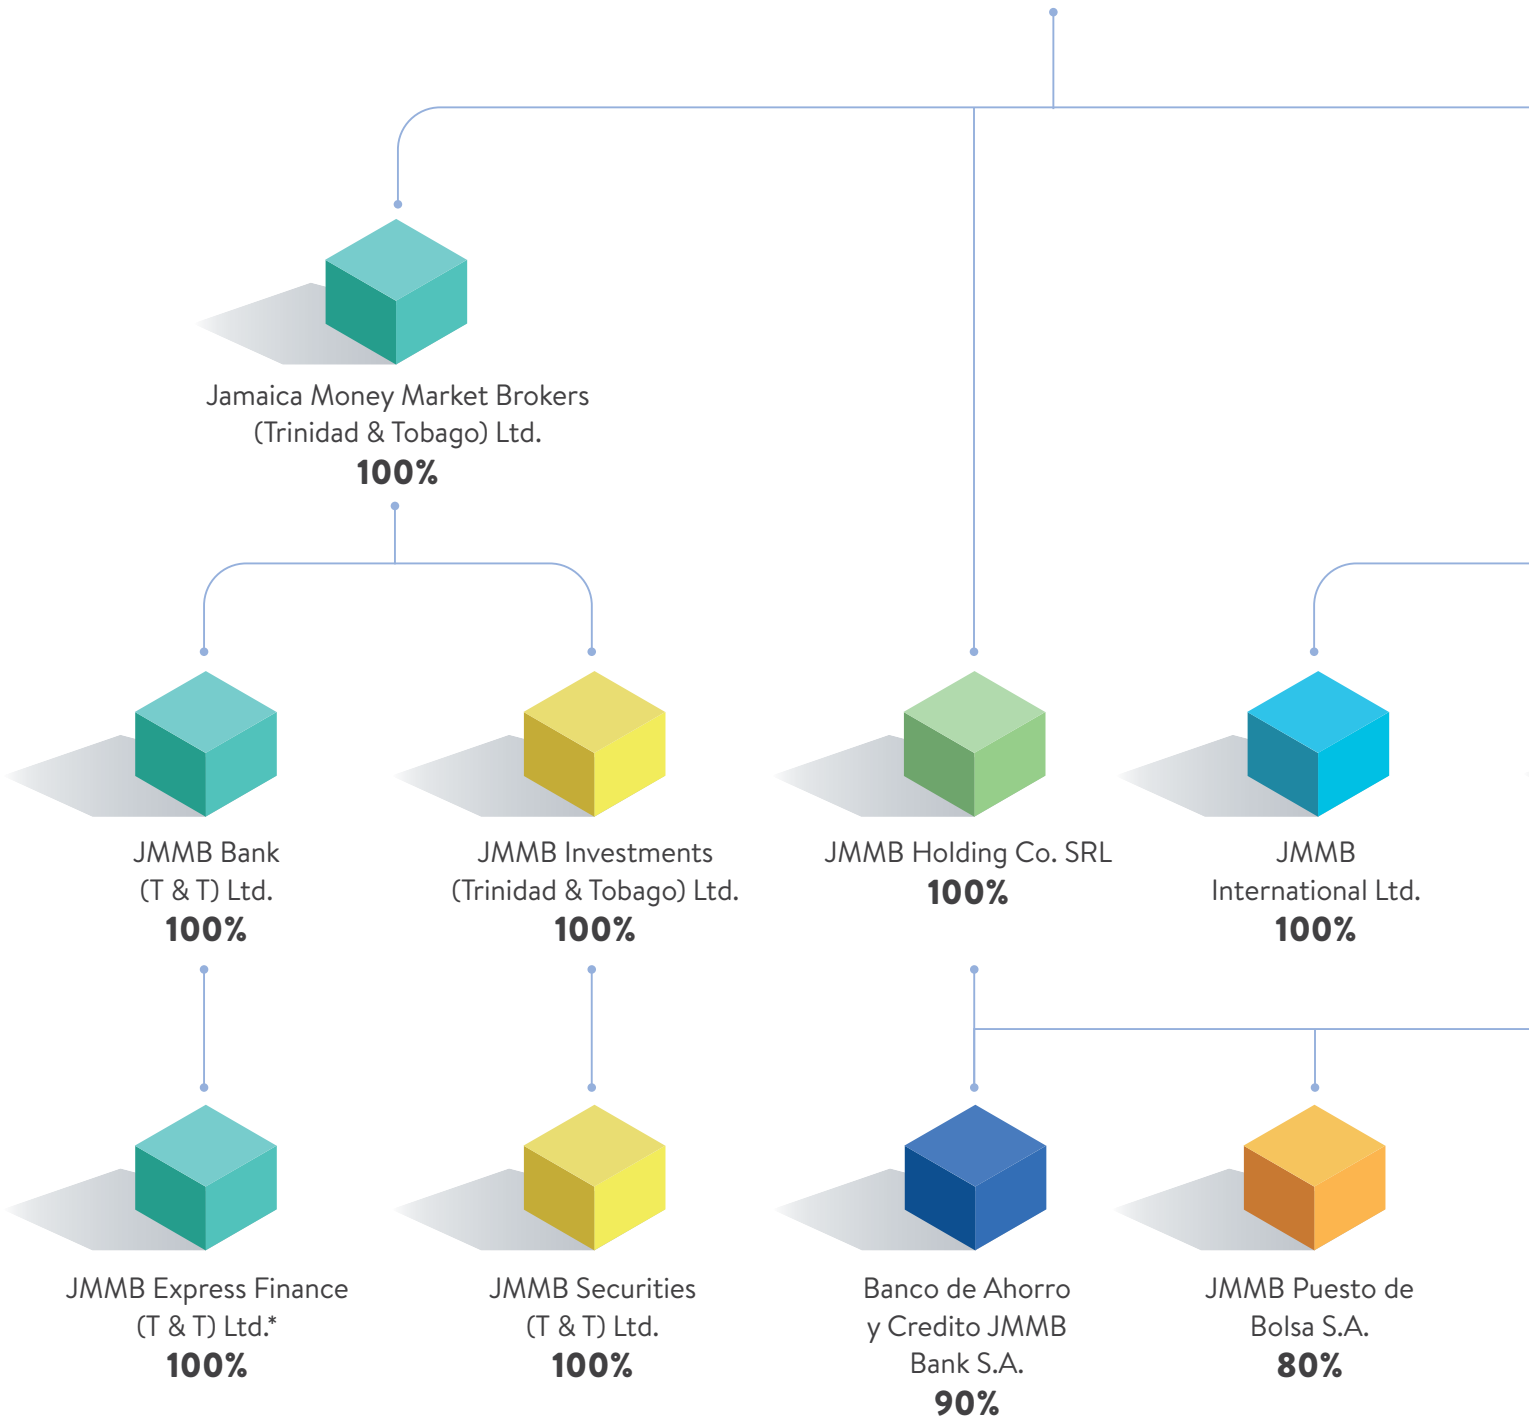 Jamaica Money Market Brokers
(Trinidad & Tobago) Ltd.
100%
JMMB Bank
(T & T) Ltd.
100%
JMMB Investments
(Trinidad & Tobago) Ltd.
100%
JMMB Holding Co. SRL
100%
JMMB
International Ltd.
100%
JMMB Express Finance
(T & T) Ltd.*
100%
JMMB Securities
(T & T) Ltd.
100%
Banco de Ahorro
y Credito JMMB
Bank S.A.
90%
JMMB Puesto de
Bolsa S.A.
80%